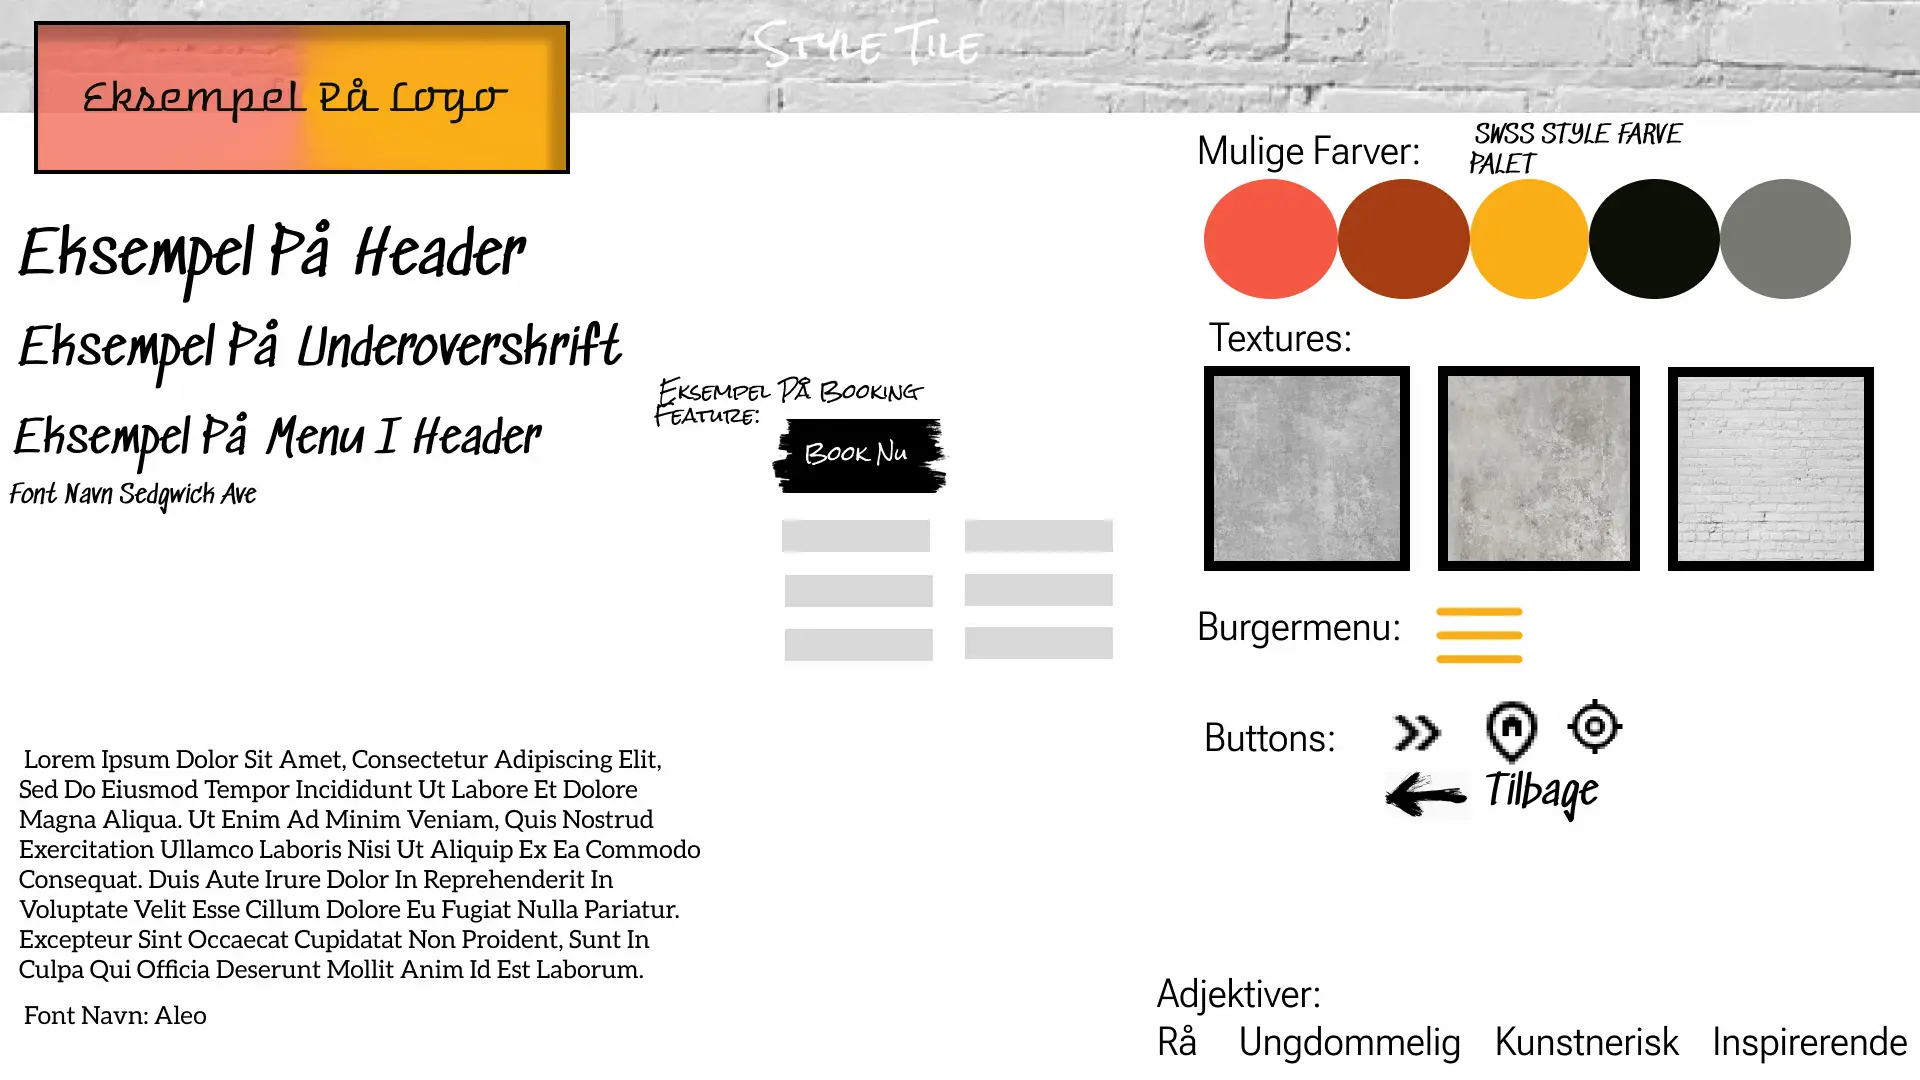 Style Tile
Eksempel På Logo
Eksempel På Header
Eksempel På Underoverskrift
Eksempel På Menu I Header
Font Navn Sedgwick Ave
Eksempel På Booking
Feature:
Book Nu
Lorem Ipsum Dolor Sit Amet, Consectetur Adipiscing Elit,
Sed Do Eiusmod Tempor Incididunt Ut Labore Et Dolore
Magna Aliqua. Ut Enim Ad Minim Veniam, Quis Nostrud
Exercitation Ullamco Laboris Nisi Ut Aliquip Ex Ea Commodo
Consequat. Duis Aute Irure Dolor In Reprehenderit In
Voluptate Velit Esse Cillum Dolore Eu Fugiat Nulla Pariatur.
Excepteur Sint Occaecat Cupidatat Non Proident, Sunt In
Culpa Qui Officia Deserunt Mollit Anim Id Est Laborum.
Font Navn: Aleo
Mulige Farver:
SWSS STYLE FARVE
PALET
Textures:
Burgermenu:
Buttons:
Tilbage
Adjektiver:
Rå Ungdommelig Kunstnerisk Inspirerende